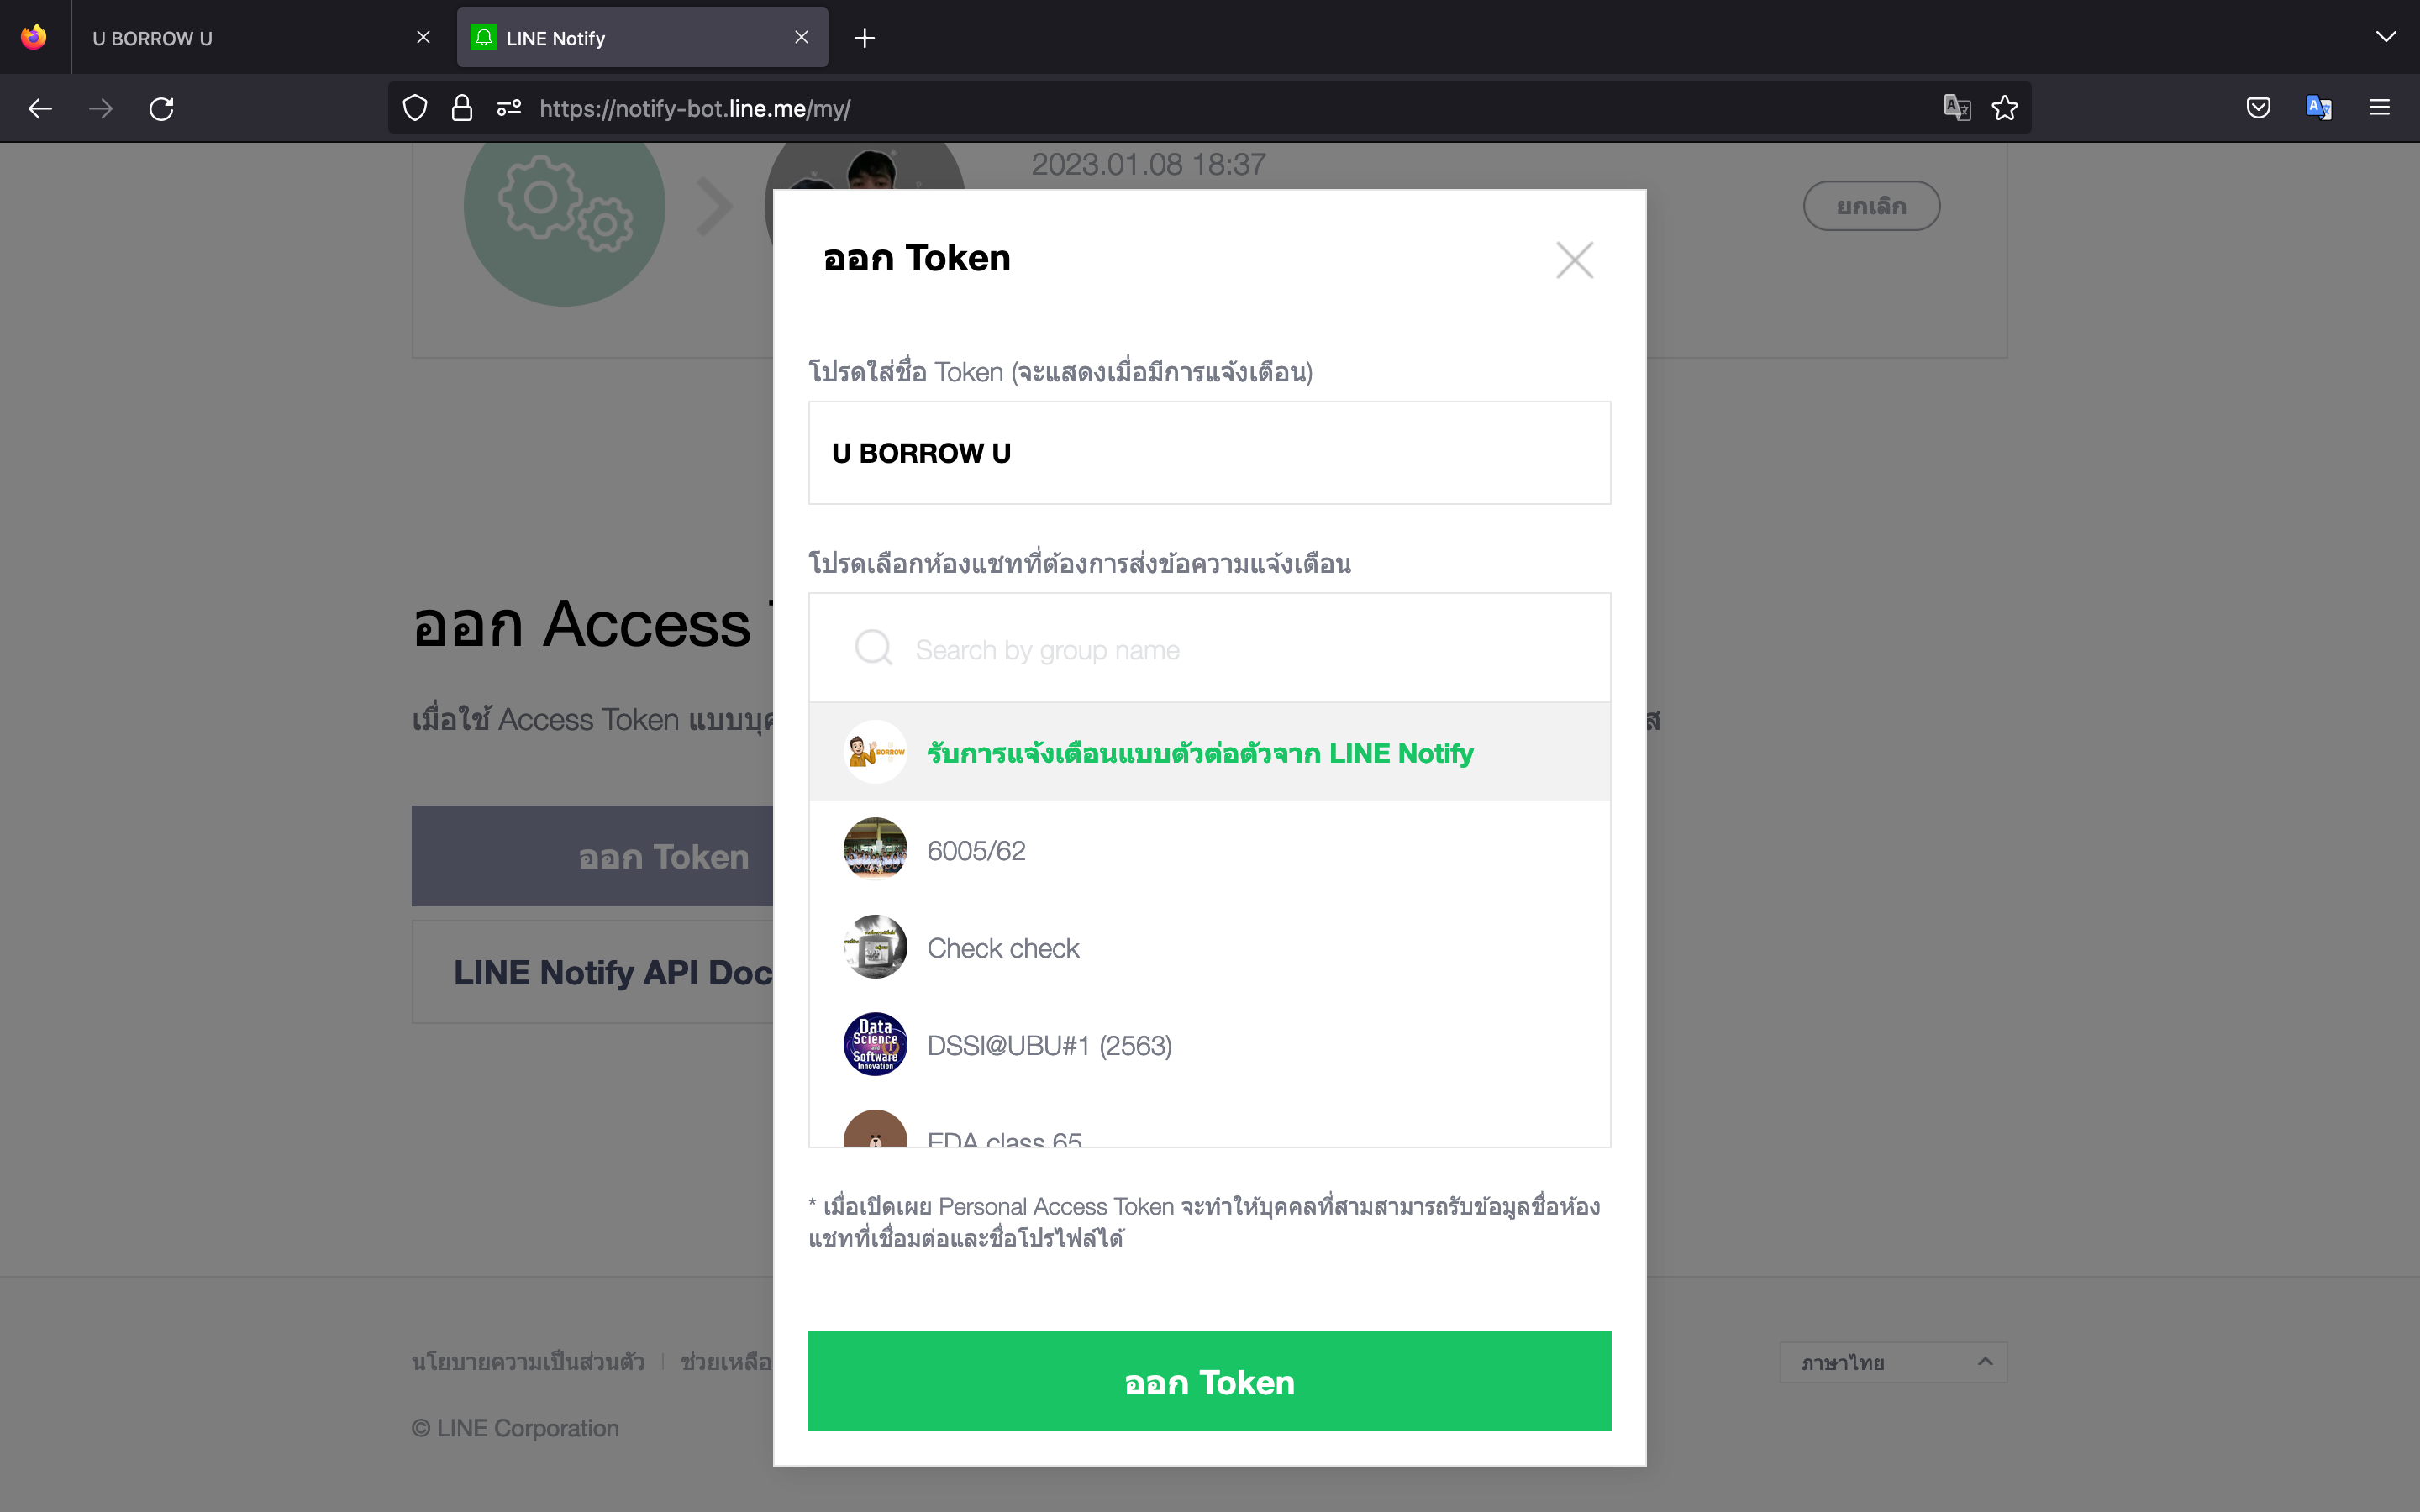 U BORROW U
LINE Notify
https://notify-bot.line.me/my/
2023.01.08 18:37
ยกเลิก
ออก Token
โปรดใส่ชื่อ Token (จะแสดงเมื่อมีการแจ้งเตือน)
U BORROW U
โปรดเลือกห้องแชทที่ต้องการส่งข้อความแจ้งเตือน
Search by group name
BORROW
รับการแจ้งเตือนแบบตัวต่อตัวจาก LINE Notify
6005/62
Check check
Data Science and Software Innovation
DSSI@UBU#1 (2563)
EDA class 65
* เมื่อเปิดเผย Personal Access Token จะทำให้บุคคลที่สามสามารถรับข้อมูลชื่อห้อง
แชทที่เชื่อมต่อและชื่อโปรไฟล์ได้
ออก Token
ออก Access
เมื่อใช้ Access Token
ออก Token
LINE Notify API Doc
นโยบายความเป็นส่วนตัว
ช่วยเหลือ
ภาษาไทย
© LINE Corporation